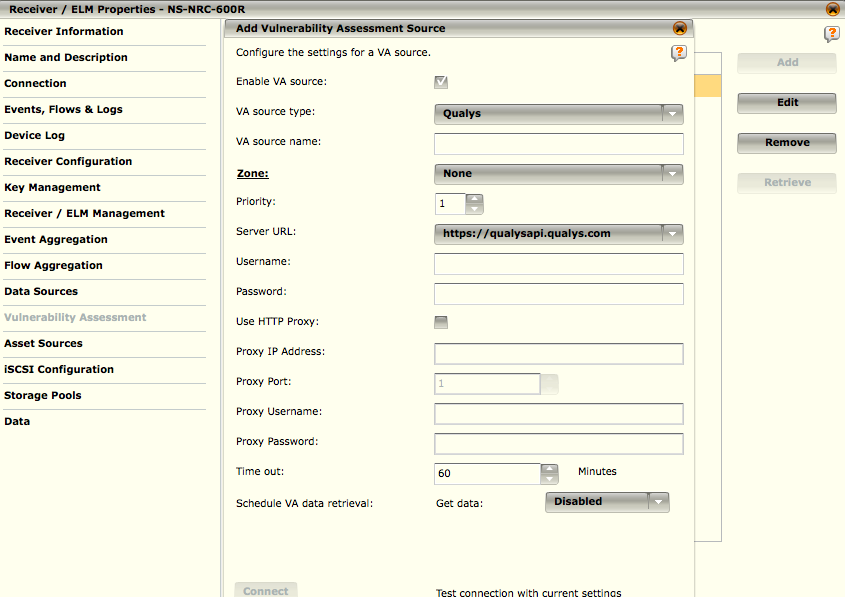 Receiver / ELM Properties - NS-NRC-600R
Receiver Information
Name and Description
Connection
Events, Flows & Logs
Device Log
Receiver Configuration
Key Management
Receiver / ELM Management
Event Aggregation
Flow Aggregation
Data Sources
Vulnerability Assessment
Asset Sources
iSCSI Configuration
Storage Pools
Data
Add Vulnerability Assessment Source
Configure the settings for a VA source.
?
Enable VA source:
VA source type: Qualys
VA source name:
Zone: None
Priority: 1
Server URL: https://qualysapi.qualys.com
Username:
Password:
Use HTTP Proxy:
Proxy IP Address:
Proxy Port: 1
Proxy Username:
Proxy Password:
Time out: 60 Minutes
Schedule VA data retrieval: Get data: Disabled
Connect Test connection with current settings
?
Add
Edit
Remove
Retrieve